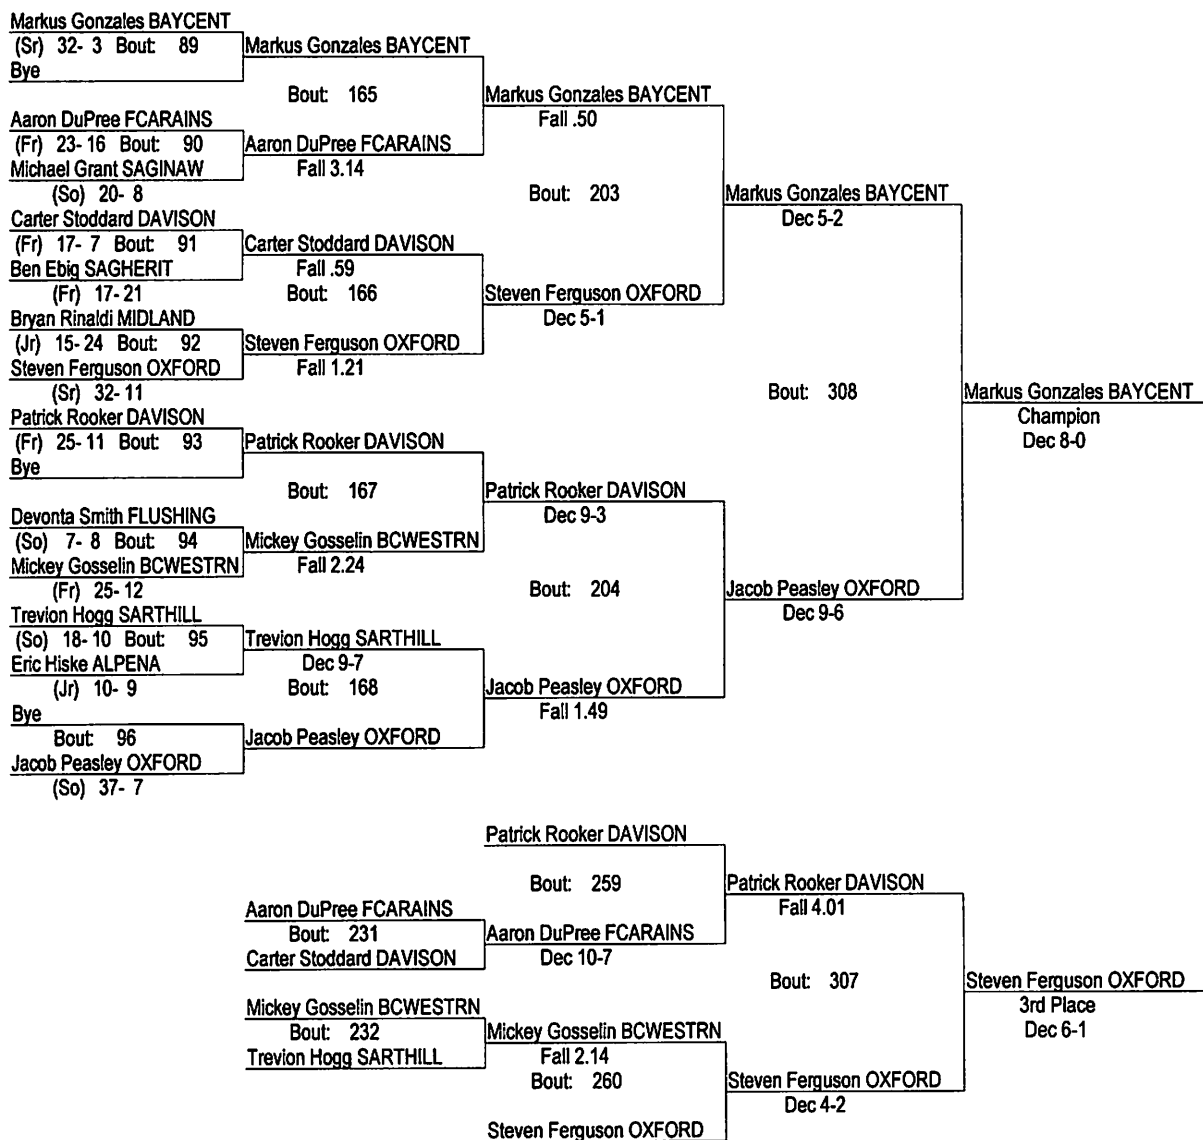 Markus Gonzales BAYCENT
(Sr) 32- 3 Bout: 89
Bye
Markus Gonzales BAYCENT
Bout: 165
Aaron DuPree FCARAINS
(Fr) 23- 16 Bout: 90
Michael Grant SAGINAW
(So) 20- 8
Aaron DuPree FCARAINS
Fall 3.14
Markus Gonzales BAYCENT
Fall .50
Bout: 203
Carter Stoddard DAVISON
(Fr) 17- 7 Bout: 91
Ben Ebig SAGHERIT
(Fr) 17- 21
Carter Stoddard DAVISON
Fall .59
Bout: 166
Bryan Rinaldi MIDLAND
(Jr) 15- 24 Bout: 92
Steven Ferguson OXFORD
(Sr) 32- 11
Steven Ferguson OXFORD
Fall 1.21
Steven Ferguson OXFORD
Dec 5-1
Markus Gonzales BAYCENT
Dec 5-2
Bout: 308
Patrick Rooker DAVISON
(Fr) 25- 11 Bout: 93
Bye
Patrick Rooker DAVISON
Bout: 167
Devonta Smith FLUSHING
(So) 7- 8 Bout: 94
Mickey Gosselin BCWESTRN
(Fr) 25- 12
Mickey Gosselin BCWESTRN
Fall 2.24
Patrick Rooker DAVISON
Dec 9-3
Bout: 204
Trevion Hogg SARTHILL
(So) 18- 10 Bout: 95
Eric Hiske ALPENA
(Jr) 10- 9
Trevion Hogg SARTHILL
Dec 9-7
Bout: 168
Bye
Bout: 96
Jacob Peasley OXFORD
(So) 37- 7
Jacob Peasley OXFORD
Jacob Peasley OXFORD
Fall 1.49
Jacob Peasley OXFORD
Dec 9-6
Markus Gonzales BAYCENT
Champion
Dec 8-0
Patrick Rooker DAVISON
Bout: 259
Aaron DuPree FCARAINS
Bout: 231
Carter Stoddard DAVISON
Aaron DuPree FCARAINS
Dec 10-7
Patrick Rooker DAVISON
Fall 4.01
Bout: 307
Mickey Gosselin BCWESTRN
Bout: 232
Trevion Hogg SARTHILL
Mickey Gosselin BCWESTRN
Fall 2.14
Bout: 260
Steven Ferguson OXFORD
Steven Ferguson OXFORD
Dec 4-2
Steven Ferguson OXFORD
3rd Place
Dec 6-1